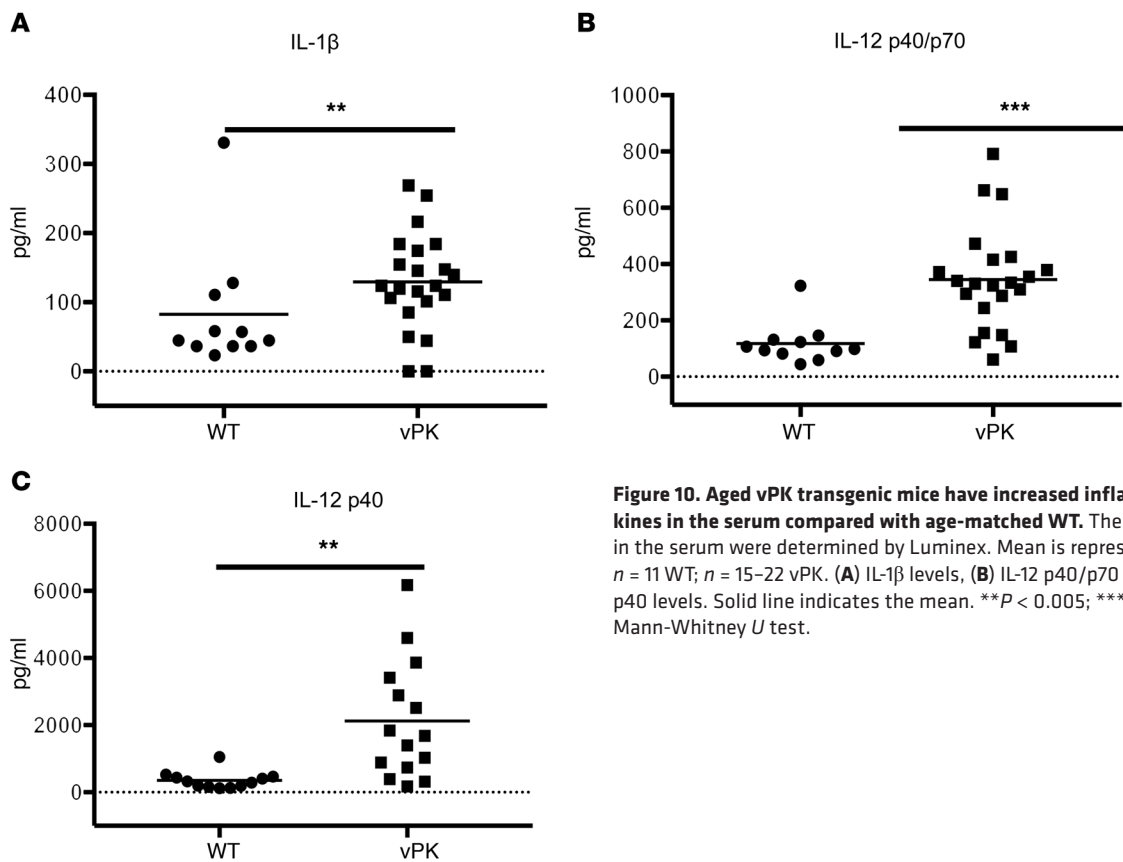 A
IL-1β
400
300
200
100
0
pg/ml
**
WT
vPK
B
IL-12 p40/p70
1000
800
600
400
200
0
pg/ml
***
WT
vPK
C
IL-12 p40
8000
6000
4000
2000
0
pg/ml
**
WT
vPK
Figure 10. Aged vPK transgenic mice have increased infla
kines in the serum compared with age-matched WT. The
in the serum were determined by Luminex. Mean is repres
n = 11 WT; n = 15–22 vPK. (A) IL-1β levels, (B) IL-12 p40/p70
p40 levels. Solid line indicates the mean. **P < 0.005; ***
Mann-Whitney U test.